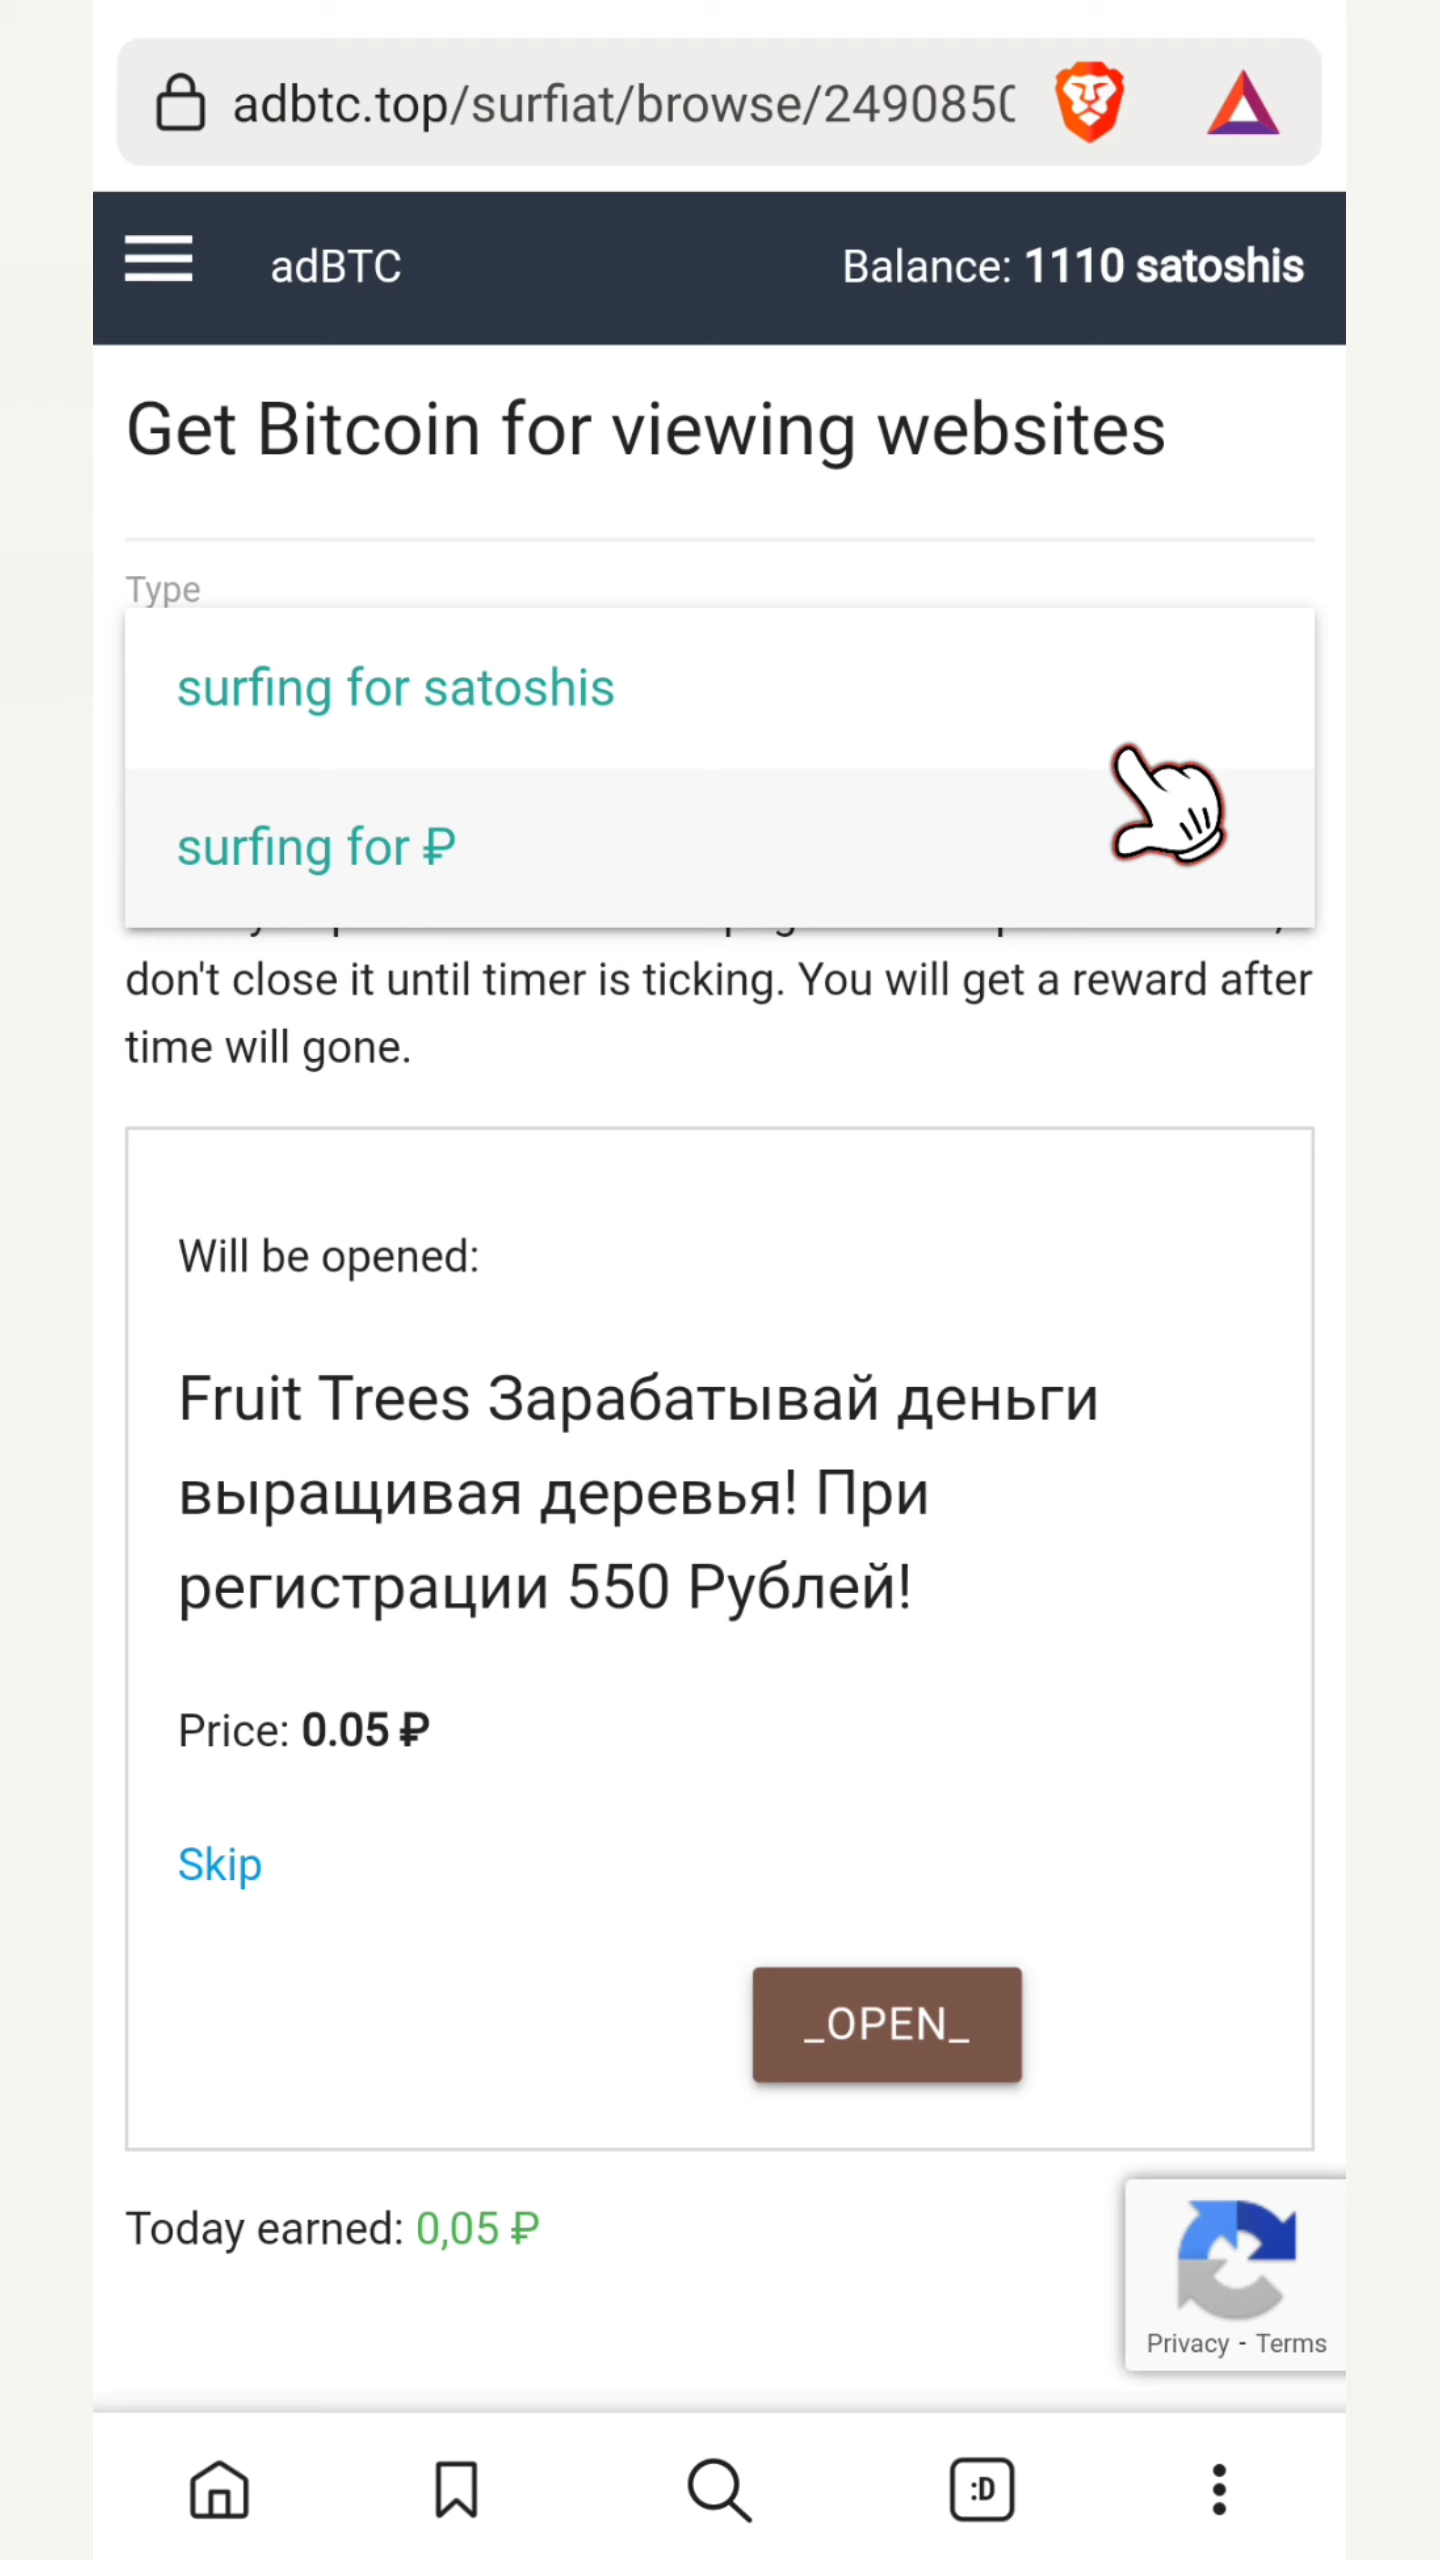 adbtc.top/surfiat/browse/2490850
adBTC
Balance: 1110 satoshis
Get Bitcoin for viewing websites
Type
surfing for satoshis
surfing for ₽
don't close it until timer is ticking. You will get a reward after
time will gone.
Will be opened:
Fruit Trees Зарабатывай деньги
выращивая деревья! При
регистрации 550 Рублей!
Price: 0.05 ₽
Skip
_OPEN_
Today earned: 0,05 ₽
Privacy - Terms
:D